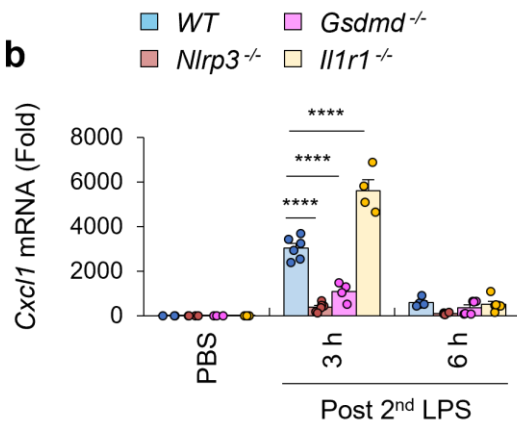 WT
Gsdmd -/-
Nlrp3 -/-
Il1r1 -/-
b
Cxcl1 mRNA (Fold)
8000
6000
4000
2000
0
****
****
****
PBS
3 h
6 h
Post 2nd LPS